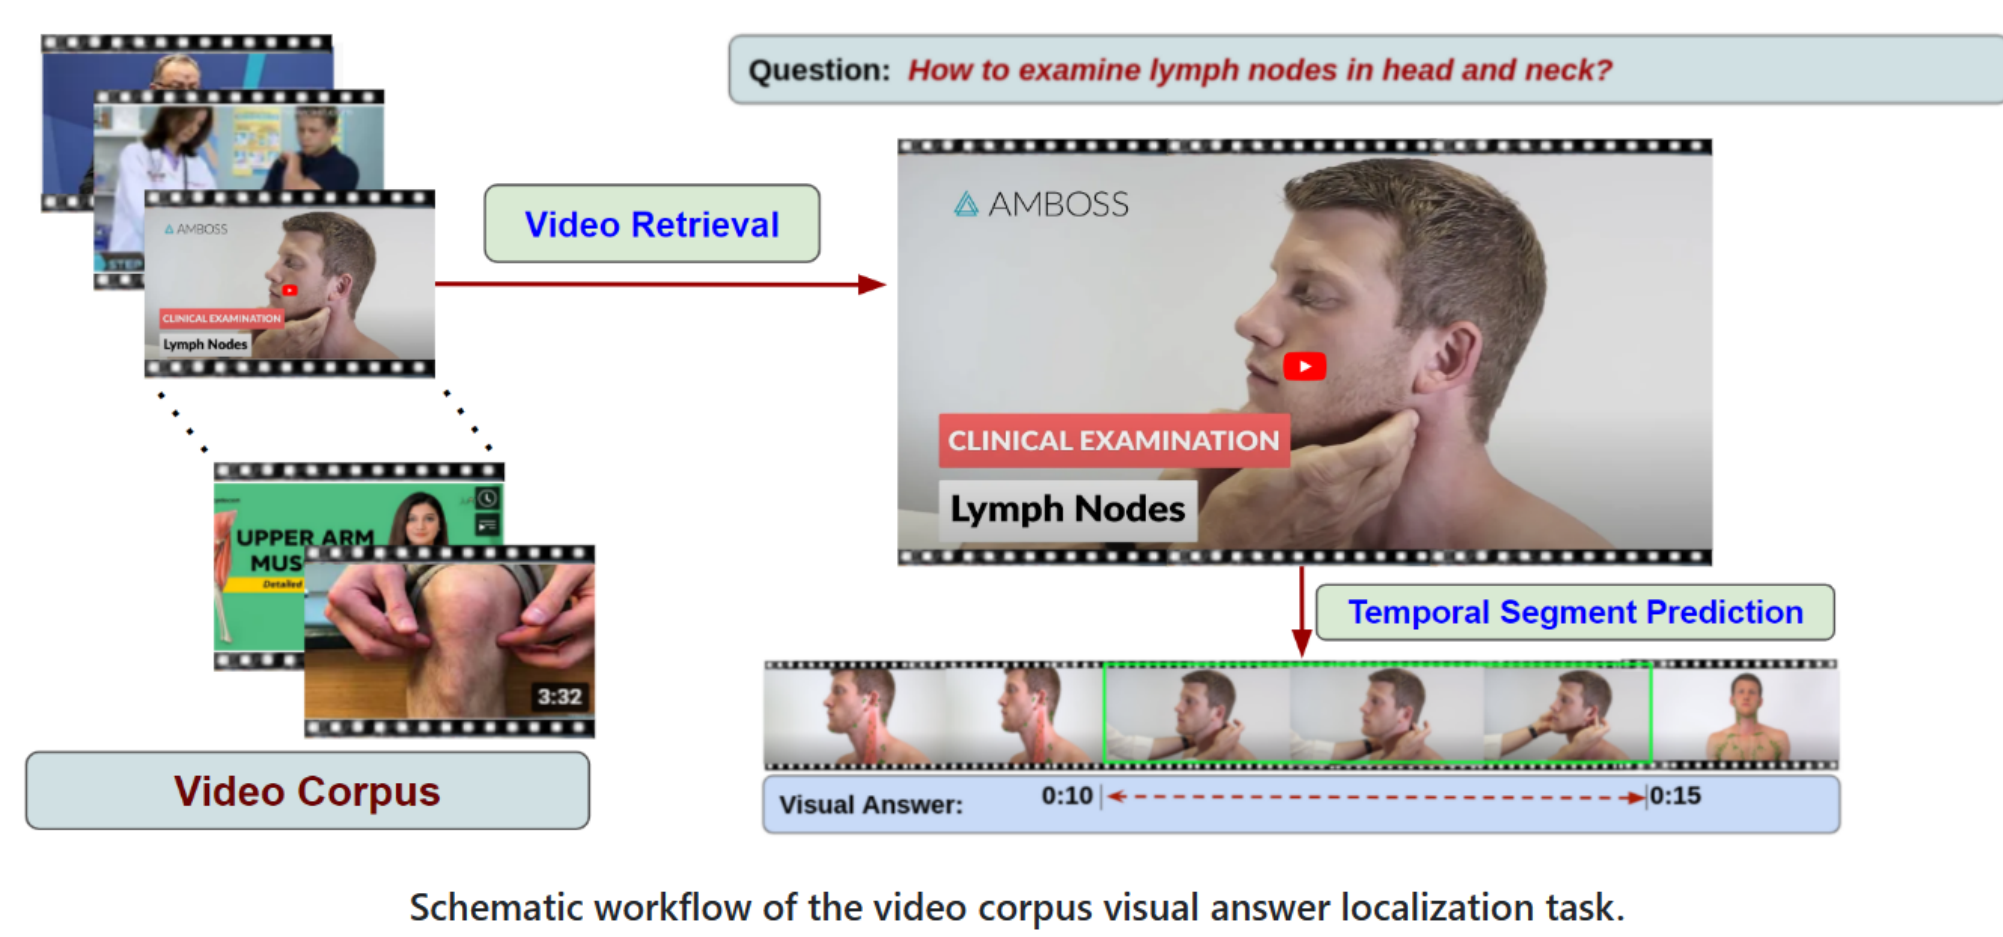 Question: How to examine lymph nodes in head and neck?
STEP
AMBOSS
CLINICAL EXAMINATION
Lymph Nodes
Video Retrieval
AMBOSS
CLINICAL EXAMINATION
Lymph Nodes
UPPER ARM
MUS
Detailed
3:32
Temporal Segment Prediction
Video Corpus
Visual Answer: 0:10 0:15
Schematic workflow of the video corpus visual answer localization task.